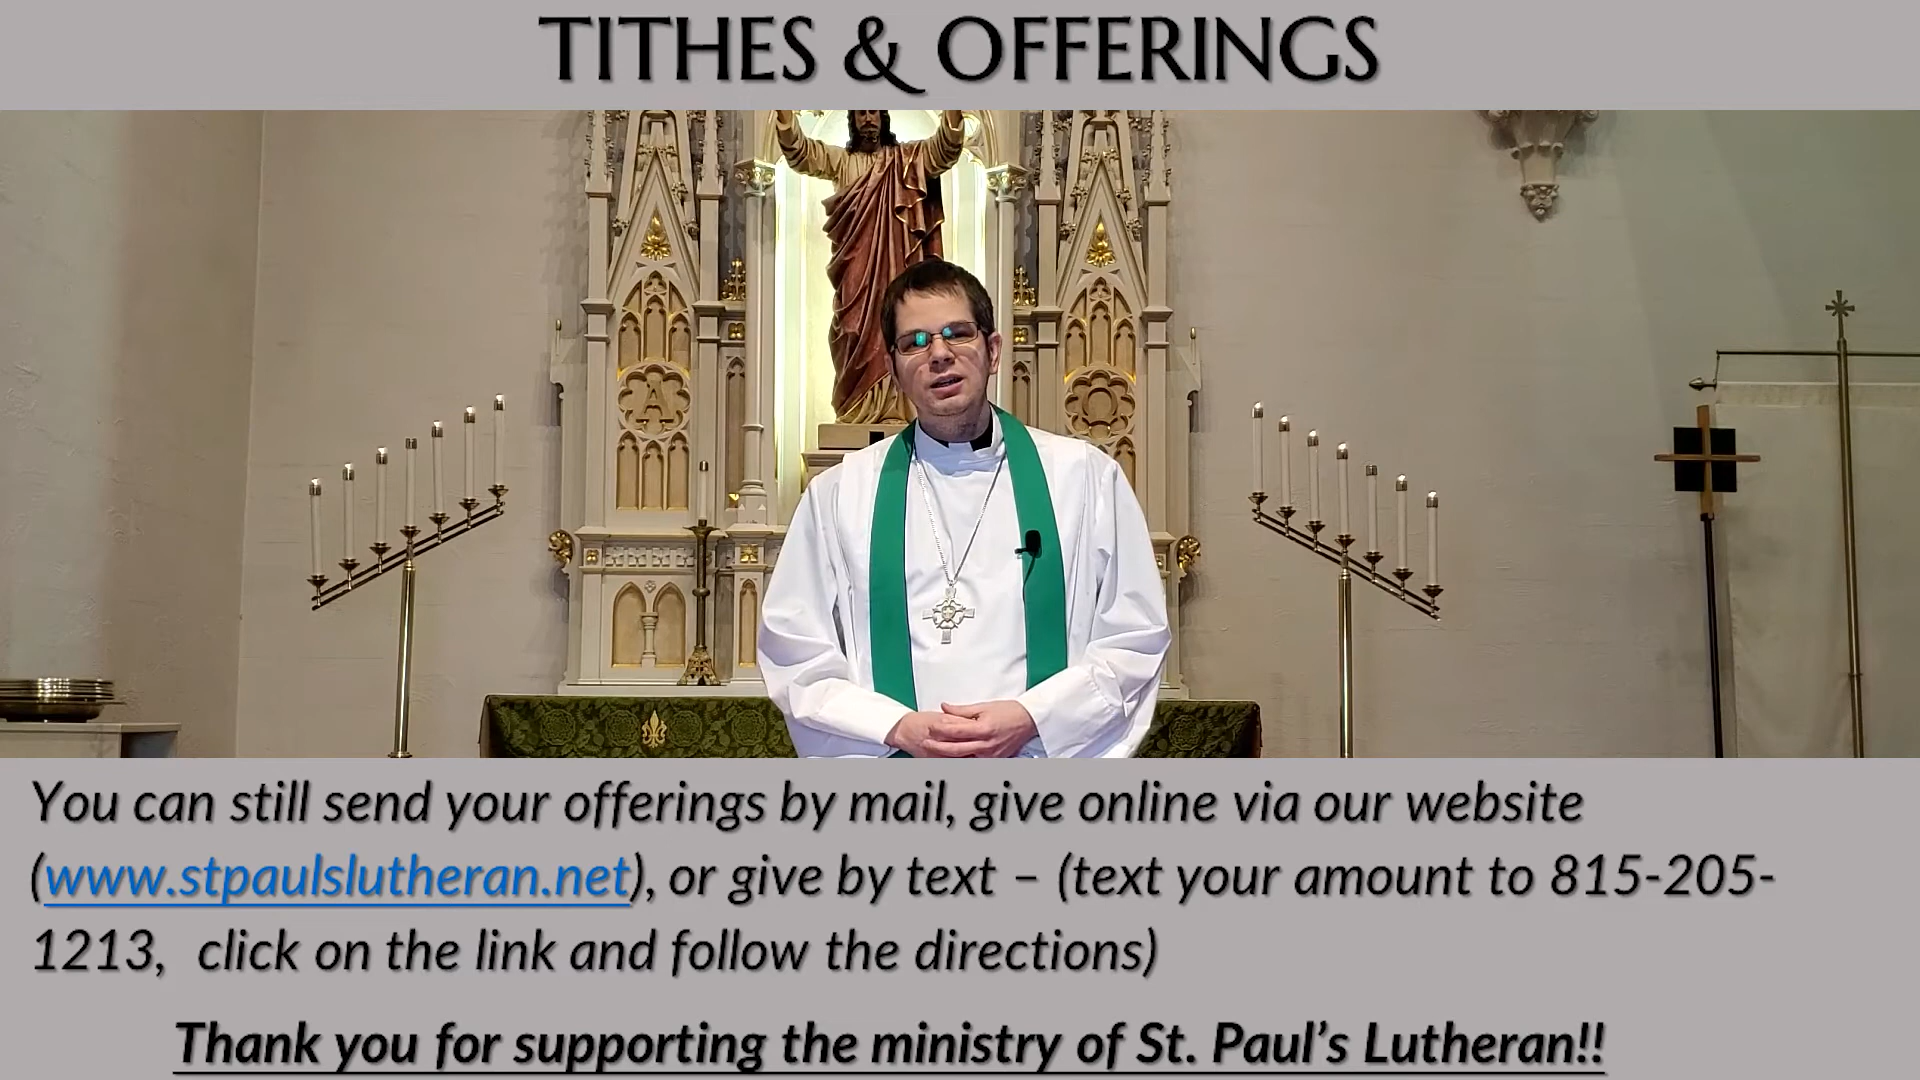 TITHES & OFFERINGS
A
You can still send your offerings by mail, give online via our website
(www.stpaulslutheran.net), or give by text – (text your amount to 815-205-
1213, click on the link and follow the directions)
Thank you for supporting the ministry of St. Paul’s Lutheran!!